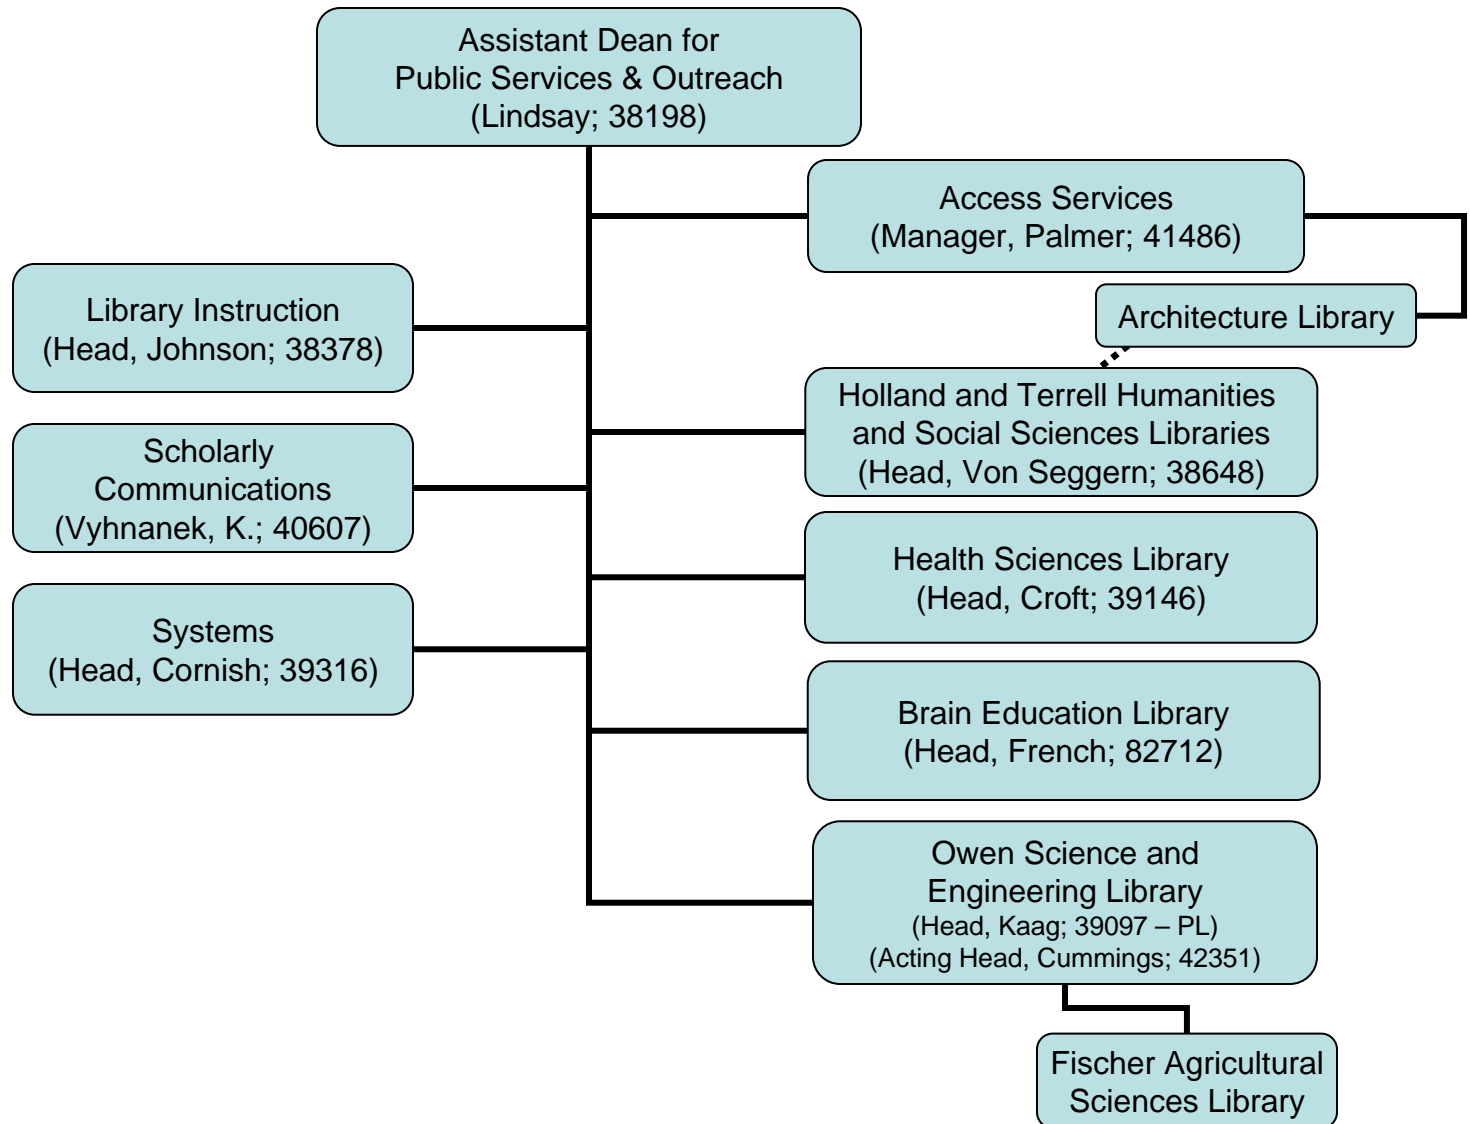 Assistant Dean for
Public Services & Outreach
(Lindsay; 38198)
Access Services
(Manager, Palmer; 41486)
Library Instruction
(Head, Johnson; 38378)
Architecture Library
Holland and Terrell Humanities
and Social Sciences Libraries
(Head, Von Seggern; 38648)
Scholarly
Communications
(Vyhnanek, K.; 40607)
Health Sciences Library
(Head, Croft; 39146)
Systems
(Head, Cornish; 39316)
Brain Education Library
(Head, French; 82712)
Owen Science and
Engineering Library
(Head, Kaag; 39097 – PL)
(Acting Head, Cummings; 42351)
Fischer Agricultural
Sciences Library